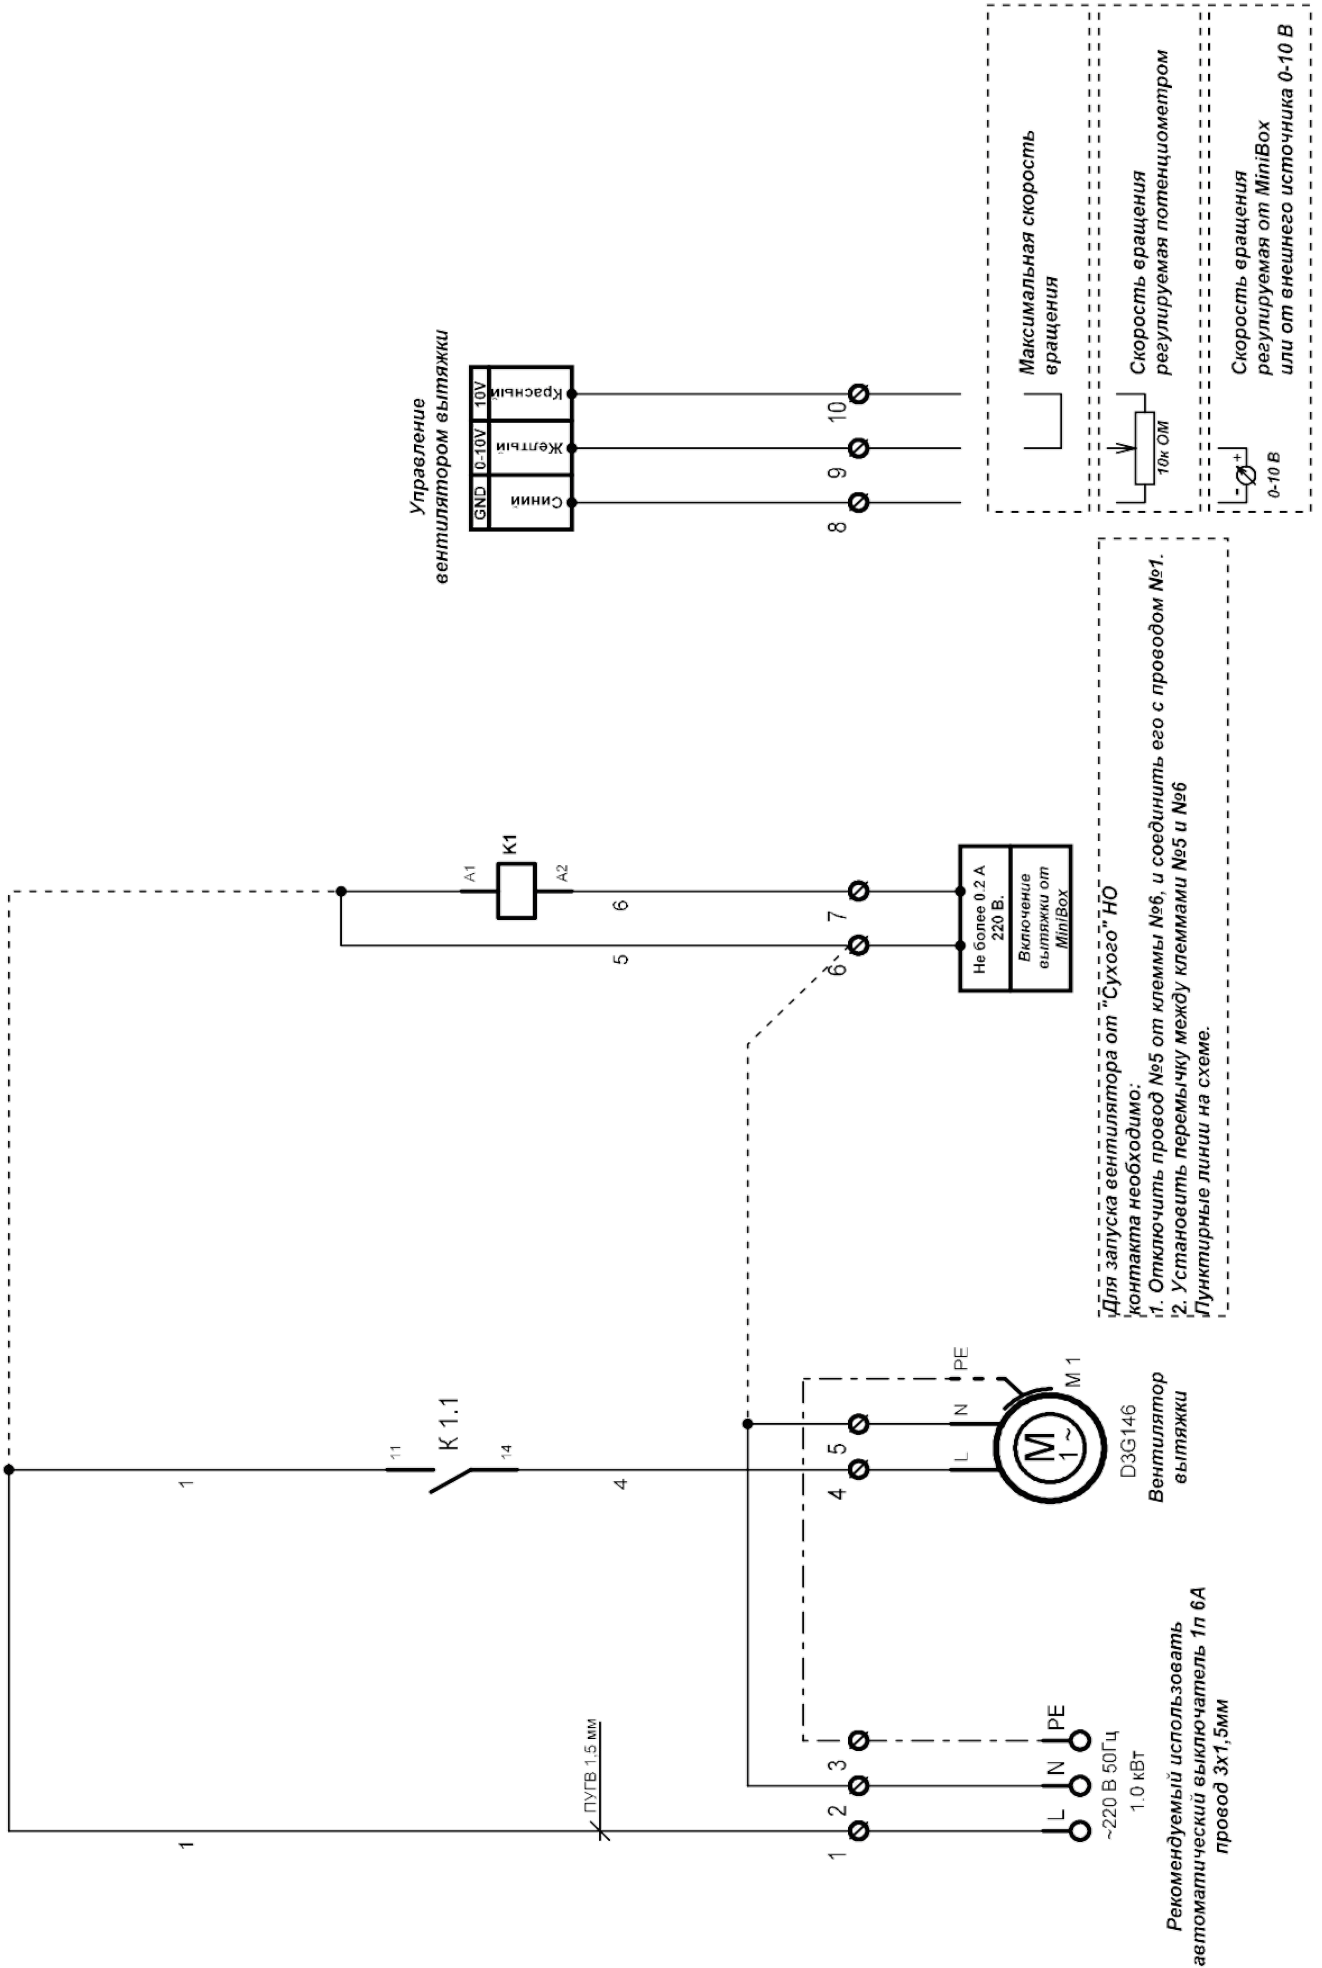 1
1
ПУГВ 1,5 мм
1
2
3
L
N
PE
~220 В 50Гц
1.0 кВт
Рекомендуемый использовать
автоматический выключатель 1п 6А
провод 3х1,5мм
11
К 1.1
14
4
4
5
L
N
PE
M
1 ~
М 1
D3G146
Вентилятор
вытяжки
A1
К1
A2
5
6
6
7
Не более 0.2 А
220 В.
Включение
вытяжки от
MiniBox
Для запуска вентилятора от "Сухого" НО
контакта необходимо:
1. Отключить провод №5 от клеммы №6, и соединить его с проводом №1.
2. Установить перемычку между клеммами №5 и №6
Пунктирные линии на схеме.
Управление
вентилятором вытяжки
GND
0-10V
10V
Синий
Желтый
Красный
8
9
10
Максимальная скорость
вращения
10к ОМ
Скорость вращения
регулируемая потенциометром
- +
0-10 В
Скорость вращения
регулируемая от MiniBox
или от внешнего источника 0-10 В